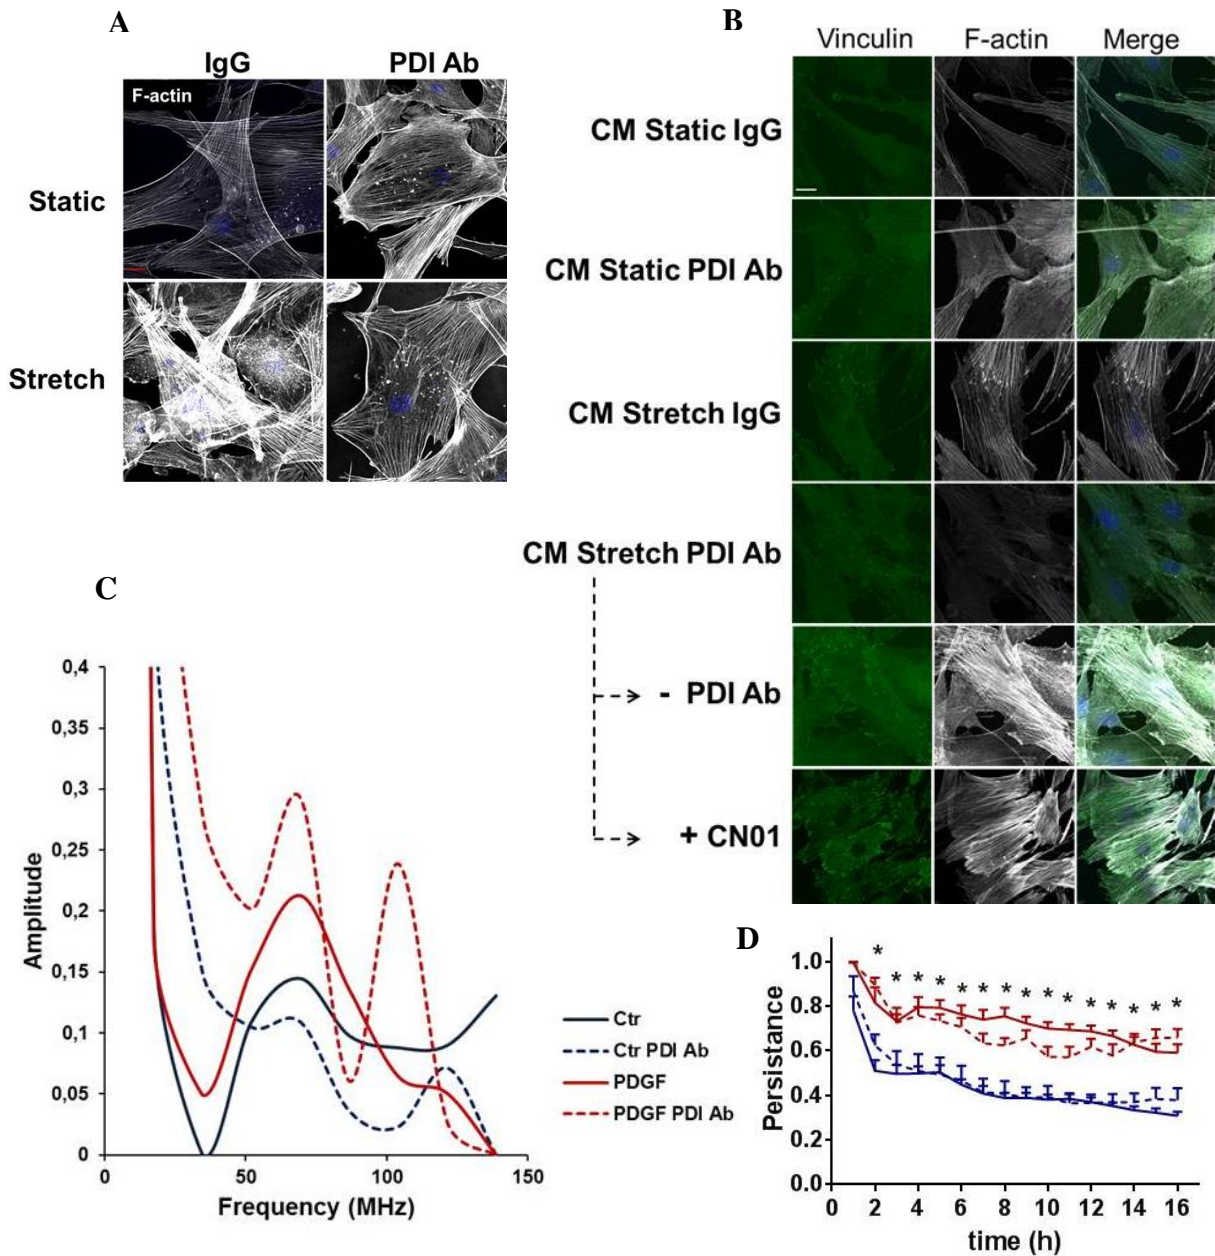 A
IgG PDI Ab
F-actin
Static
Stretch
B
Vinculin F-actin Merge
CM Static IgG
CM Static PDI Ab
CM Stretch IgG
CM Stretch PDI Ab
- PDI Ab
+ CN01
C
0,4
0,35
0,3
0,25
0,2
0,15
0,1
0,05
0
Amplitude
0 50 100 150
Frequency (MHz)
Ctr
Ctr PDI Ab
PDGF
PDGF PDI Ab
D
* * * * * * * * * * * * * * *
1.0
0.8
0.6
0.4
0.2
0.0
Persistance
0 2 4 6 8 10 12 14 16
time (h)